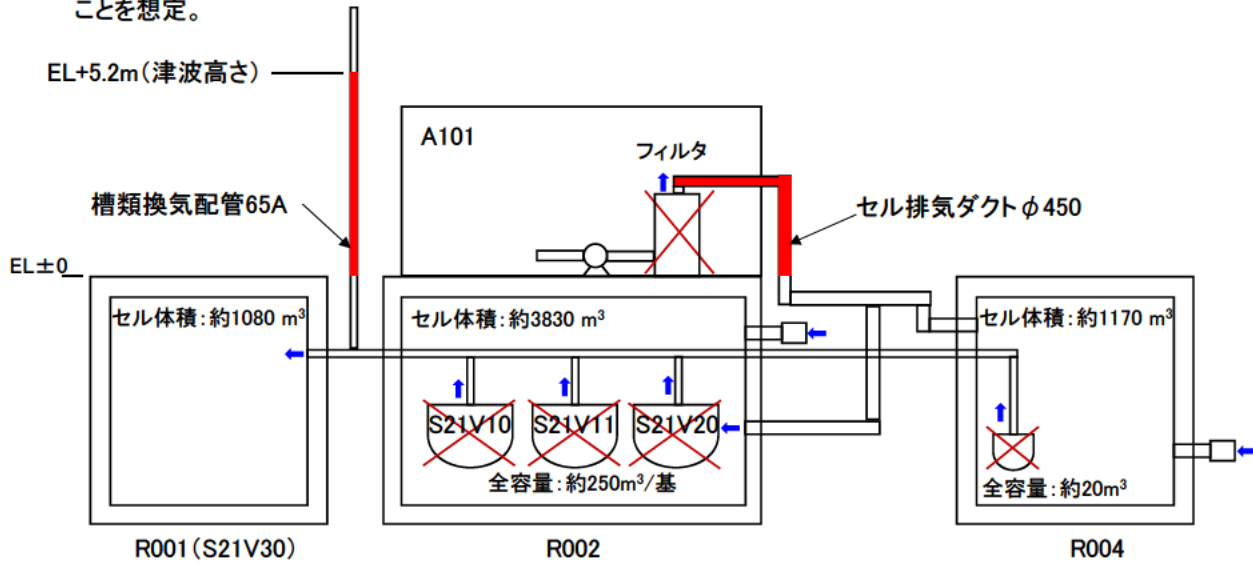 ことを想定。
EL+5.2m(津波高さ)
A101
フィルタ
槽類換気配管65A
セル排気ダクトφ450
EL±0
セル体積:約1080 m³
セル体積:約3830 m³
セル体積:約1170 m³
S21V10
S21V11
S21V20
全容量:約250m³/基
全容量:約20m³
R001(S21V30)
R002
R004